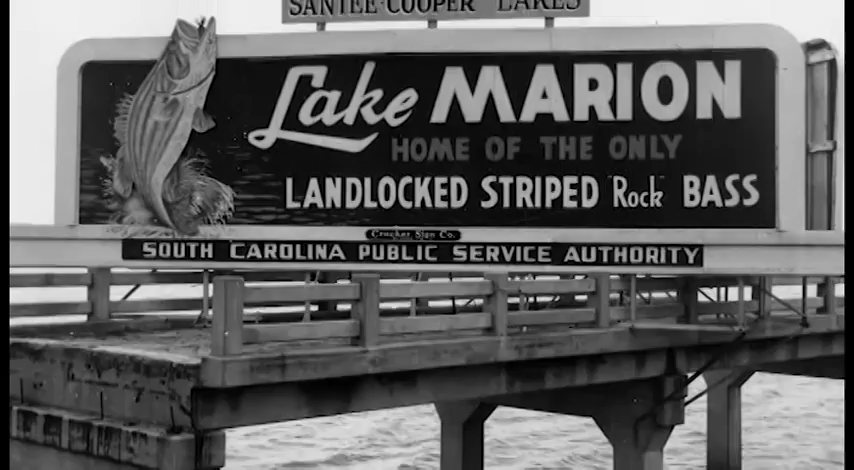 SANTEE-COOPER LAKES
Lake MARION
HOME OF THE ONLY
LANDLOCKED STRIPED "Rock" BASS
Cracker Sign Co.
SOUTH CAROLINA PUBLIC SERVICE AUTHORITY